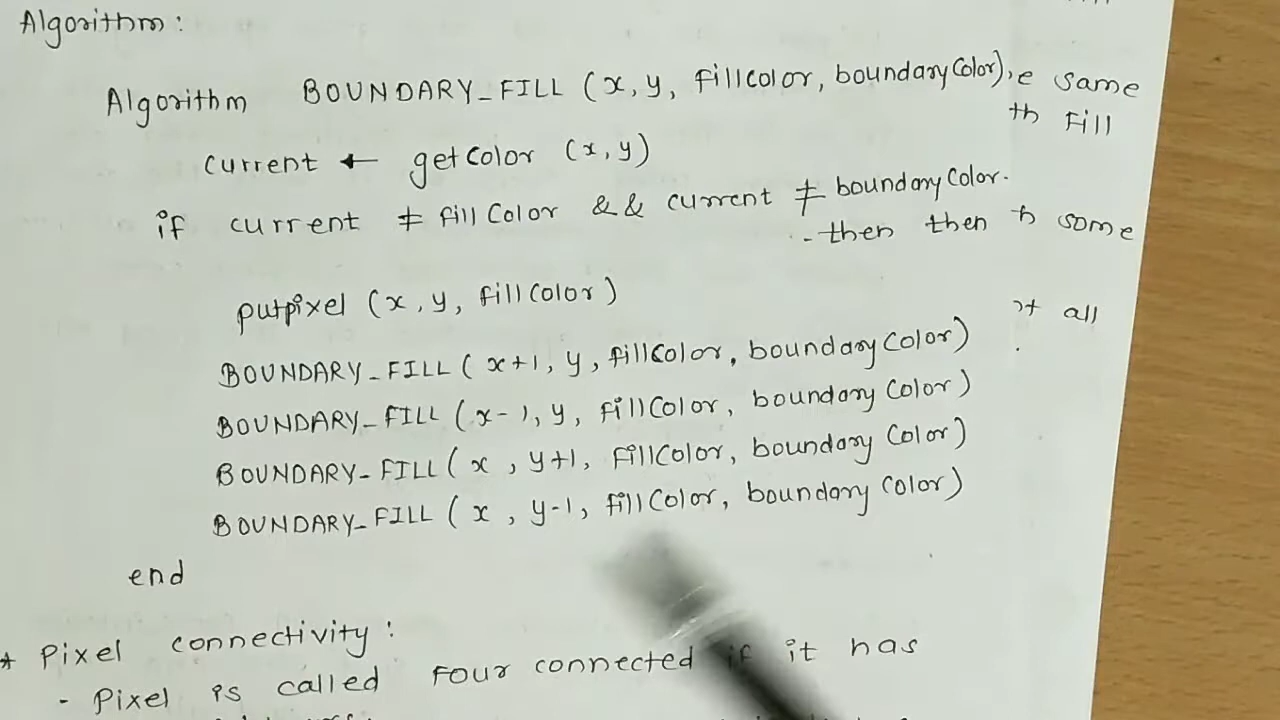 Algorithm :
Algorithm BOUNDARY_FILL (x, y, fillcolor, boundaryColor)
e same
th Fill
current ← getcolor (x, y)
if current ≠ fillColor && current ≠ boundaryColor.
- then then
some
putpixel (x, y, fillColor)
all
BOUNDARY_FILL (x+1, y, fillColor, boundaryColor)
BOUNDARY_FILL (x-1, y, fillColor, boundary Color)
BOUNDARY_FILL (x, y+1, FillColor, boundary Color)
BOUNDARY_FILL (x, y-1, fillColor, boundary Color)
end
* Pixel connectivity :
- Pixel is called Four connected if it has